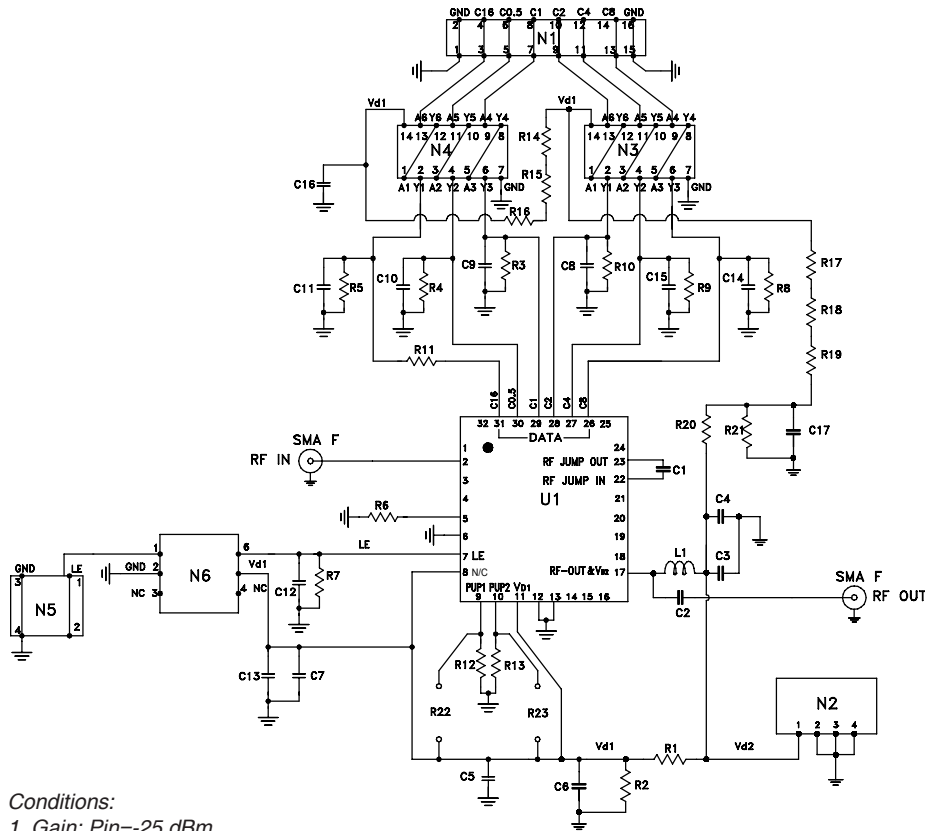 GND C16 C0.5 C1 C2 C4 C8 GND
2 4 6 8 10 12 14 16
N1
1 3 5 7 9 11 13 15
Vd1 Vd1
A6 Y6 A5 Y5 A4 Y4
14 13 12 11 10 9 8
N4
1 2 3 4 5 6 7
A1 Y1 A2 Y2 A3 Y3 GND
A6 Y6 A5 Y5 A4 Y4
14 13 12 11 10 9 8
N3
1 2 3 4 5 6 7
A1 Y1 A2 Y2 A3 Y3 GND
R14
R15
R16
C16
C11 R5 C10 R4 C9 R3 C8 R10 C15 R9 C14 R8
R17
R18
R19
R11
C16 C0.5 C1 C2 C4 C8
32 31 30 29 28 27 26 25
DATA
R20 R21 C17
SMA F
RF IN
1
2
3
4
5
6
7 LE
8 N/C
24
RF JUMP OUT 23
RF JUMP IN 22
21
20
19
18
RF-OUT&Vd2 17
U1
C1
R6
C4
C3
L1
C2
SMA F
RF OUT
LE
GND LE
3 1
N5
4 2
1
GND 2
NC 3
N6
6
Vd1
4 NC
C12 R7
PUP1 PUP2 VD1
9 10 11 12 13 14 15 16
C13 C7
R12 R13
R22 R23
N2
1 2 3 4
Vd1 R1 Vd2
C5 C6 R2
Conditions:
1. Gain; Pin=-25 dBm